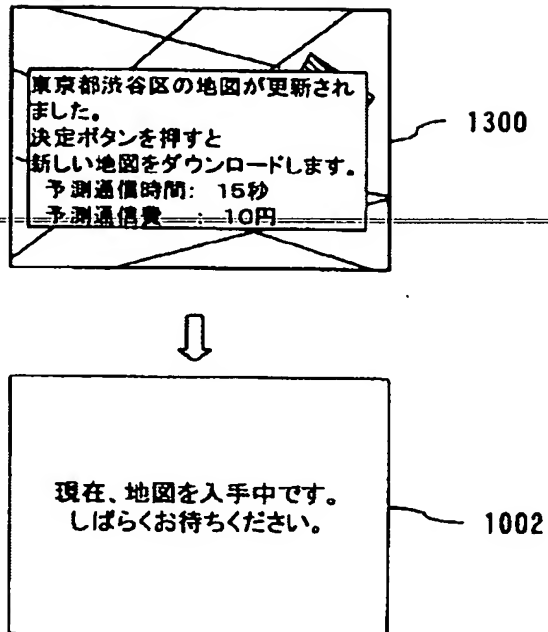 東京都渋谷区の地図が更新され
ました。
決定ボタンを押すと
新しい地図をダウンロードします。
予測通信時間: 15秒
予測通信費 : 10円
1300
現在、地図を入手中です。
しばらくお待ちください。
1002